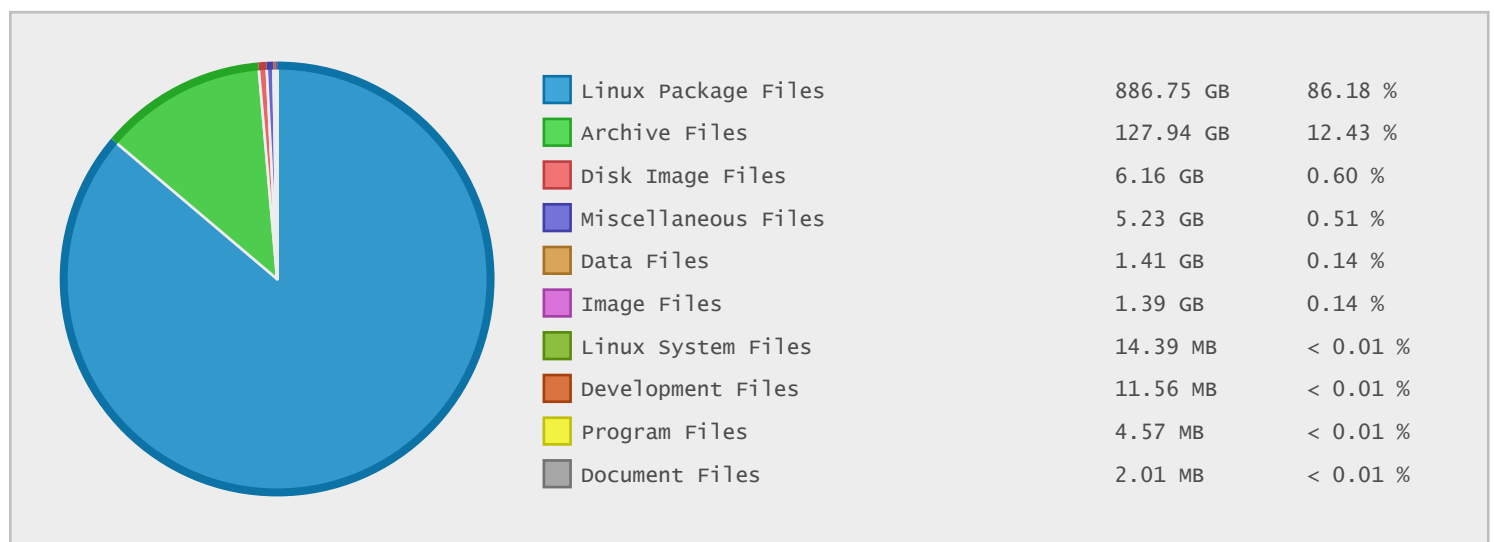 Linux Package Files 886.75 GB 86.18 %
Archive Files 127.94 GB 12.43 %
Disk Image Files 6.16 GB 0.60 %
Miscellaneous Files 5.23 GB 0.51 %
Data Files 1.41 GB 0.14 %
Image Files 1.39 GB 0.14 %
Linux System Files 14.39 MB < 0.01 %
Development Files 11.56 MB < 0.01 %
Program Files 4.57 MB < 0.01 %
Document Files 2.01 MB < 0.01 %